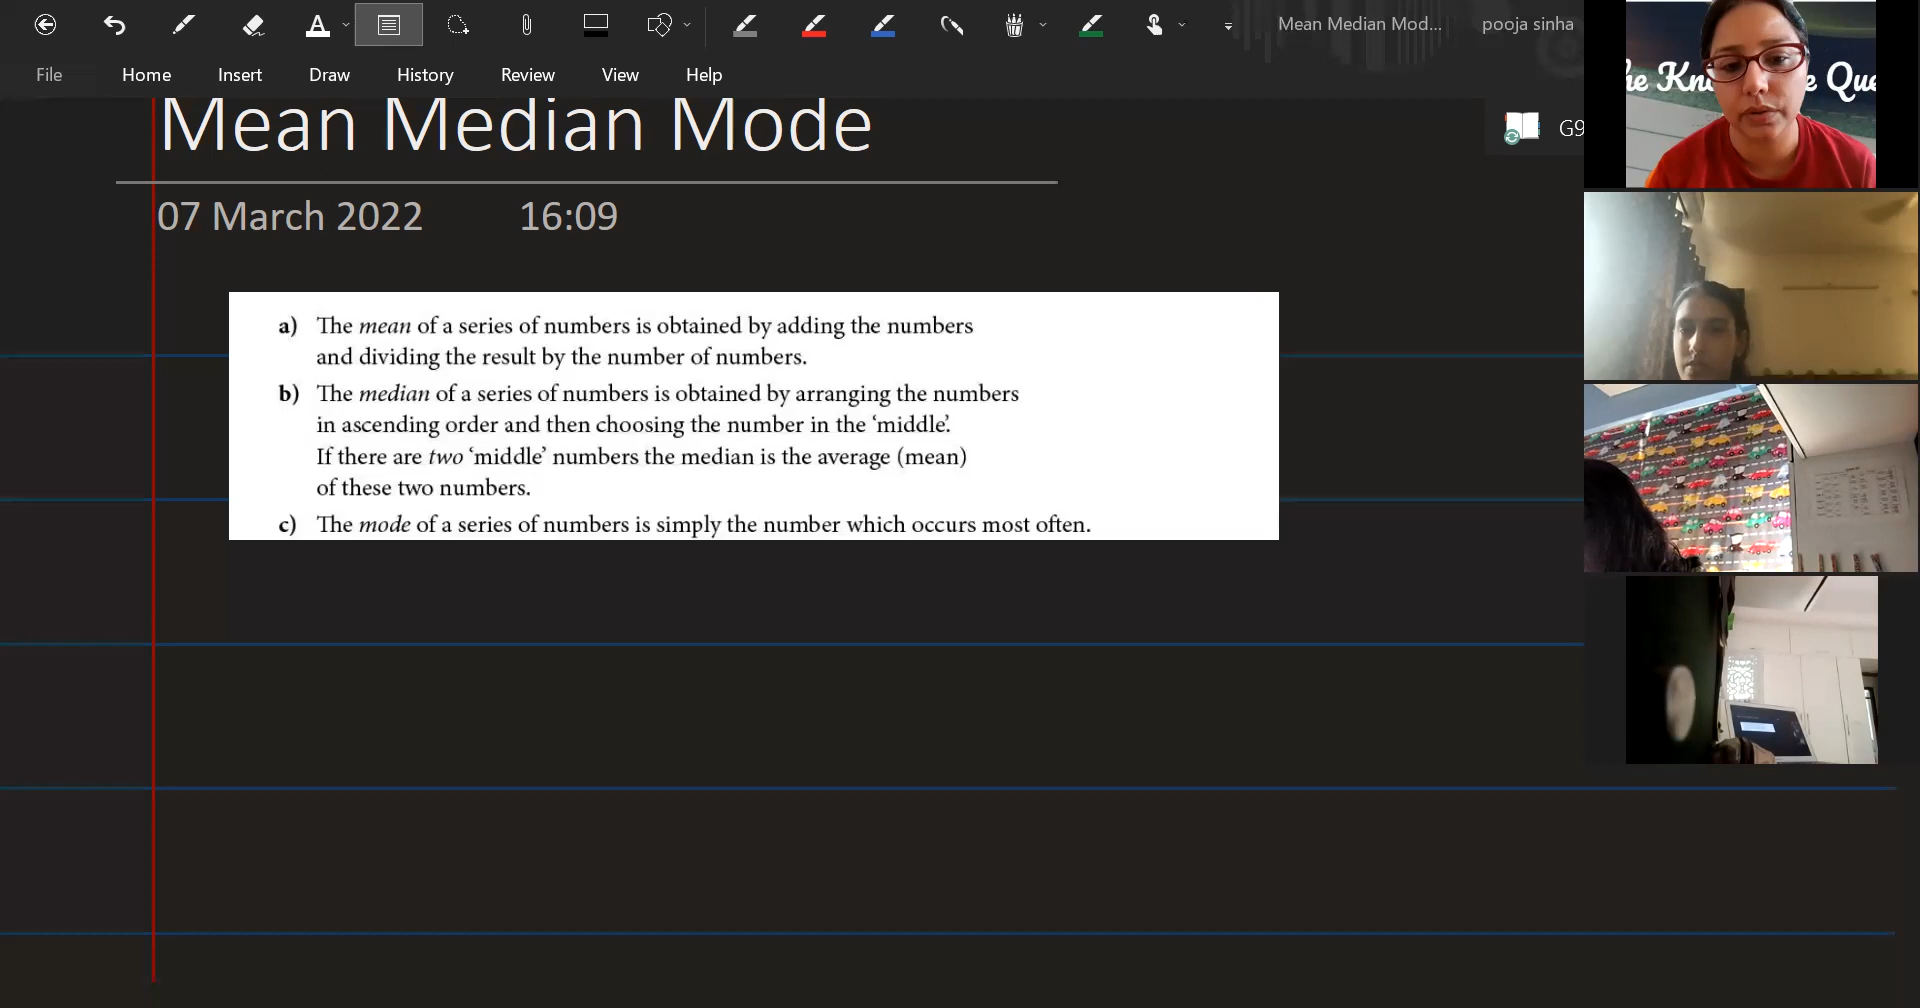 Mean Median Mod... pooja sinha
File Home Insert Draw History Review View Help
Mean Median Mode
G9
07 March 2022 16:09
a) The mean of a series of numbers is obtained by adding the numbers
and dividing the result by the number of numbers.
b) The median of a series of numbers is obtained by arranging the numbers
in ascending order and then choosing the number in the ‘middle’.
If there are two ‘middle’ numbers the median is the average (mean)
of these two numbers.
c) The mode of a series of numbers is simply the number which occurs most often.